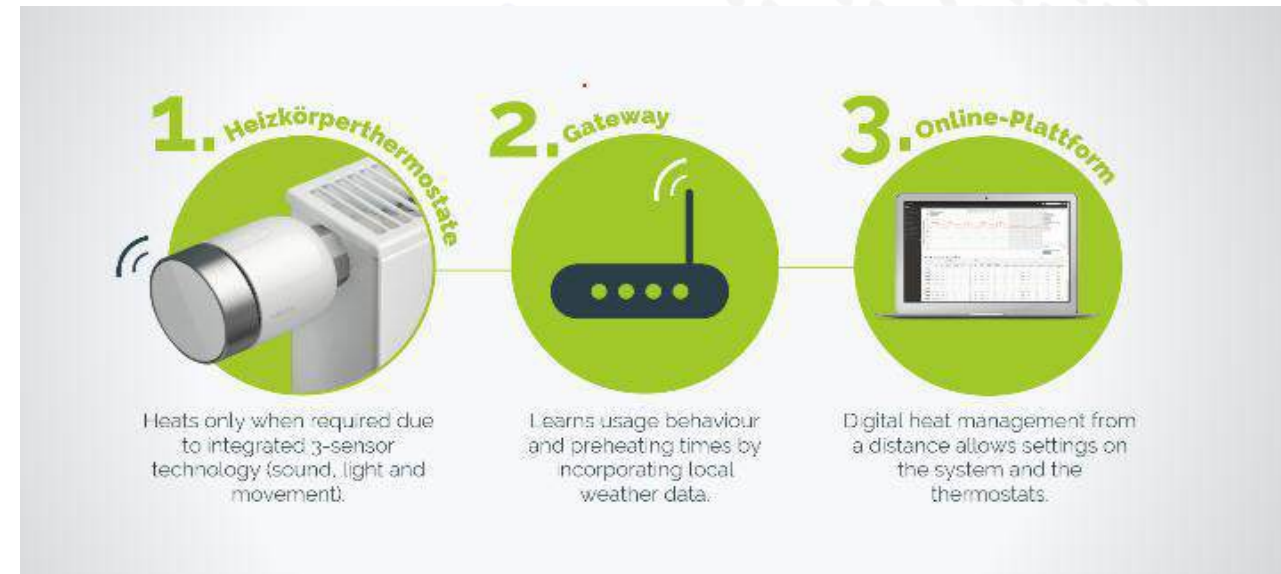 1. Heizkörperthermostate
Heats only when required due
to integrated 3-sensor
technology (sound, light and
movement).
2. Gateway
Learns usage behaviour
and preheating times by
incorporating local
weather data.
3. Online-Plattform
Digital heat management from
a distance allows settings on
the system and the
thermostats.